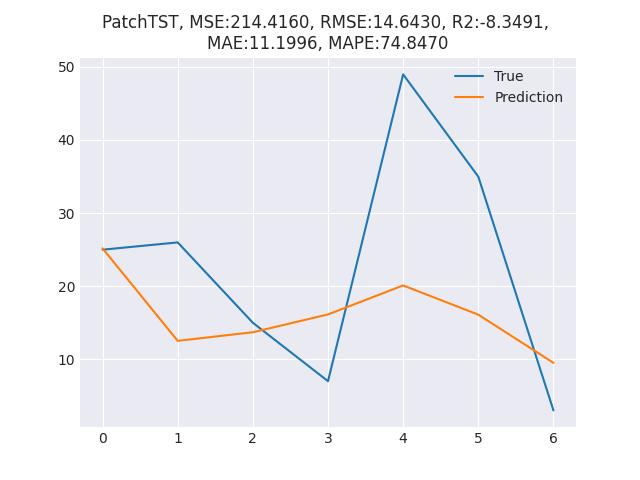 PatchTST, MSE:214.4160, RMSE:14.6430, R2:-8.3491,
MAE:11.1996, MAPE:74.8470
True
Prediction
50
40
30
20
10
0 1 2 3 4 5 6